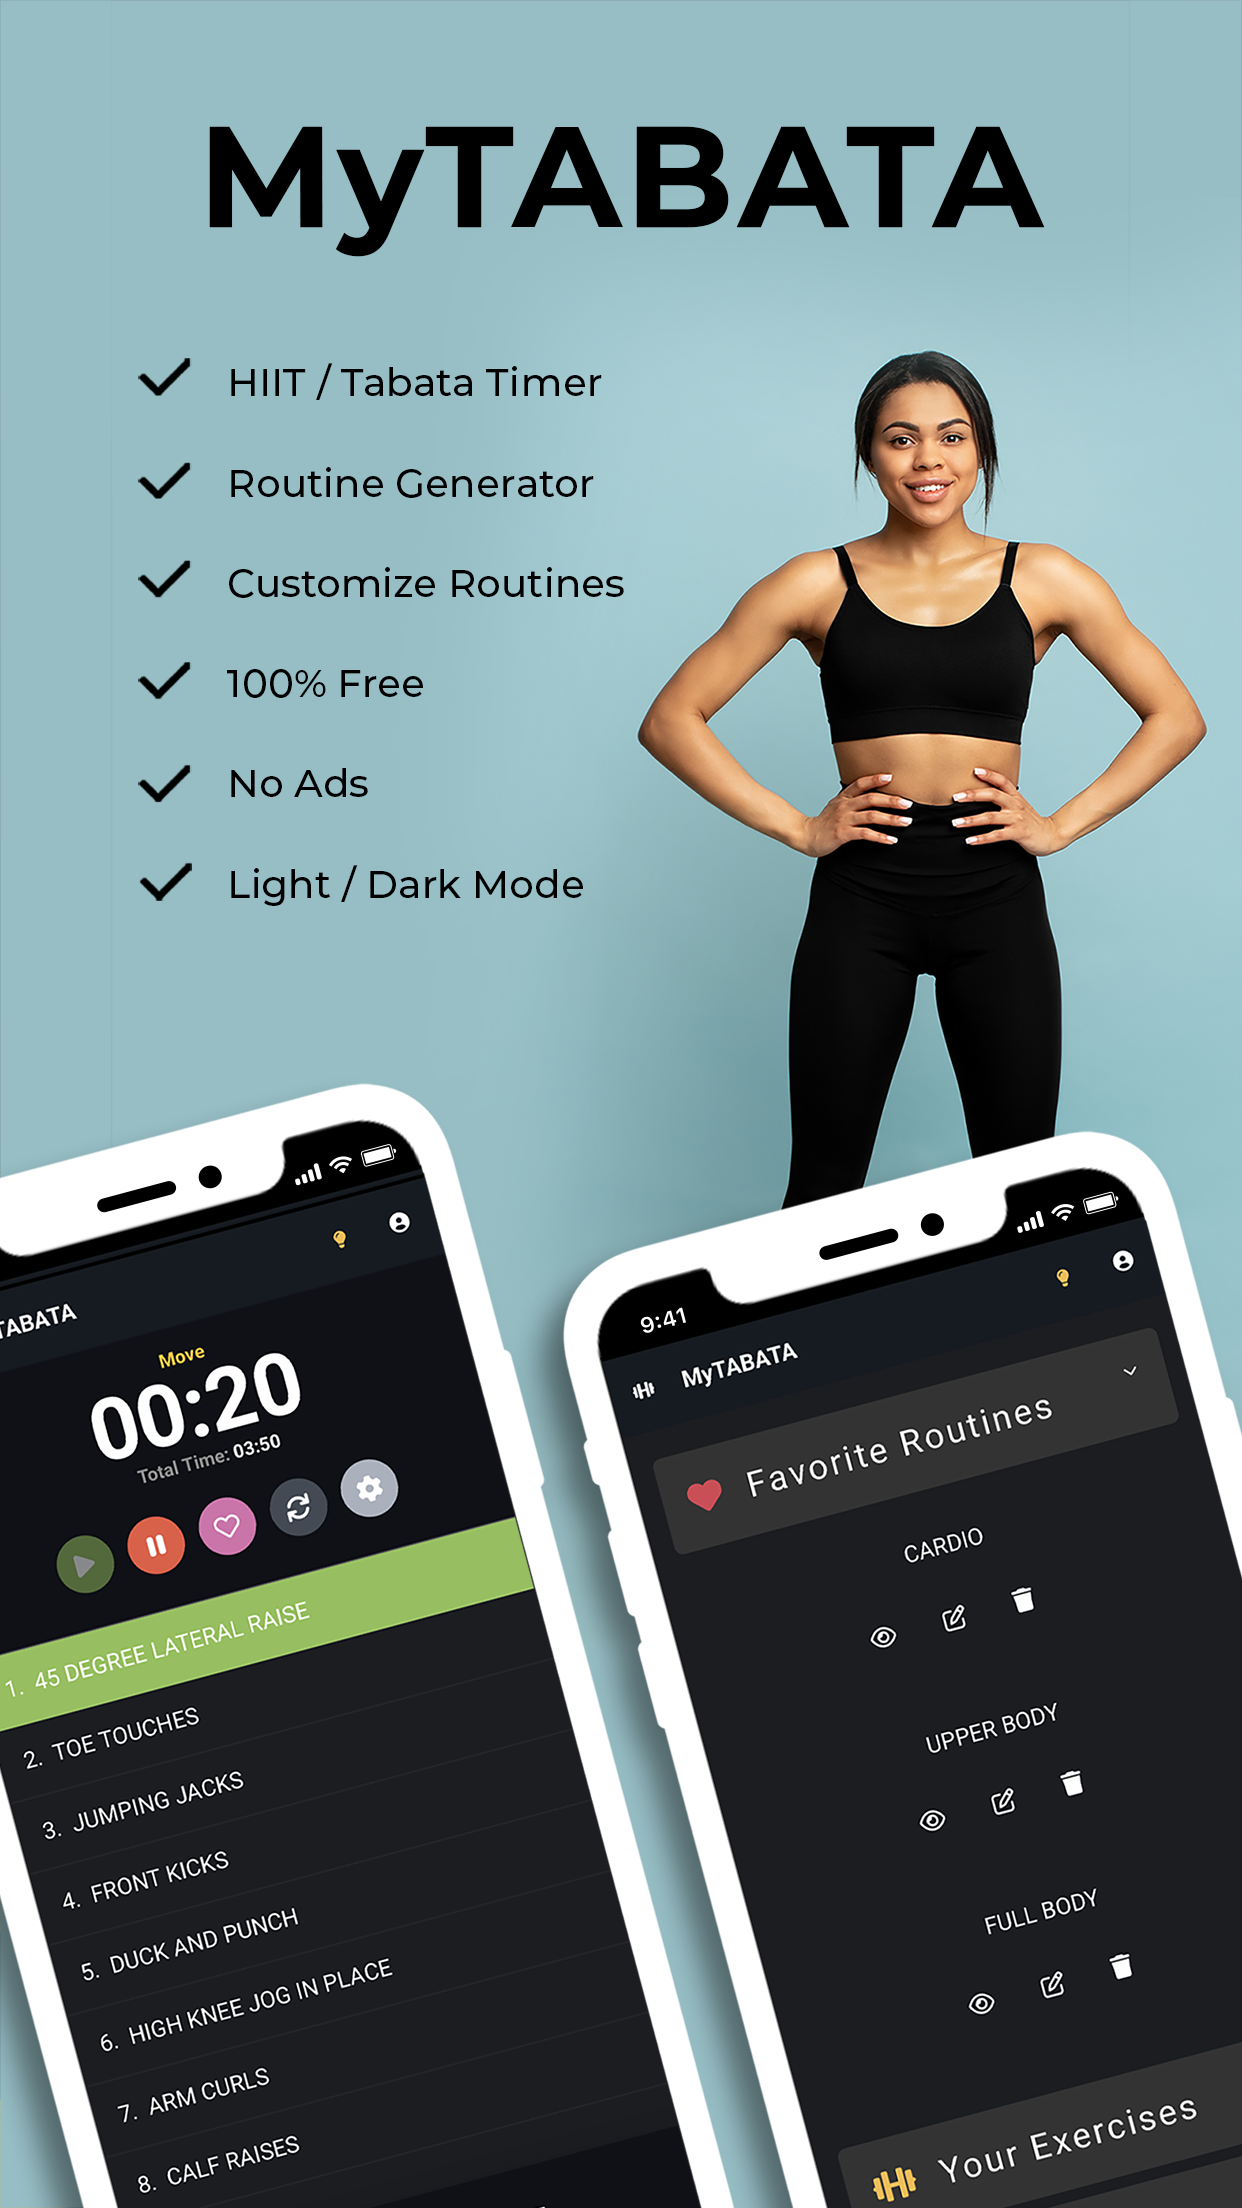 MyTABATA
HIIT / Tabata Timer
Routine Generator
Customize Routines
100% Free
No Ads
Light / Dark Mode
TABATA
Move
00:20
Total Time: 03:50
1. 45 DEGREE LATERAL RAISE
2. TOE TOUCHES
3. JUMPING JACKS
4. FRONT KICKS
5. DUCK AND PUNCH
6. HIGH KNEE JOG IN PLACE
7. ARM CURLS
8. CALF RAISES
9:41
MyTABATA
Favorite Routines
CARDIO
UPPER BODY
FULL BODY
Your Exercises